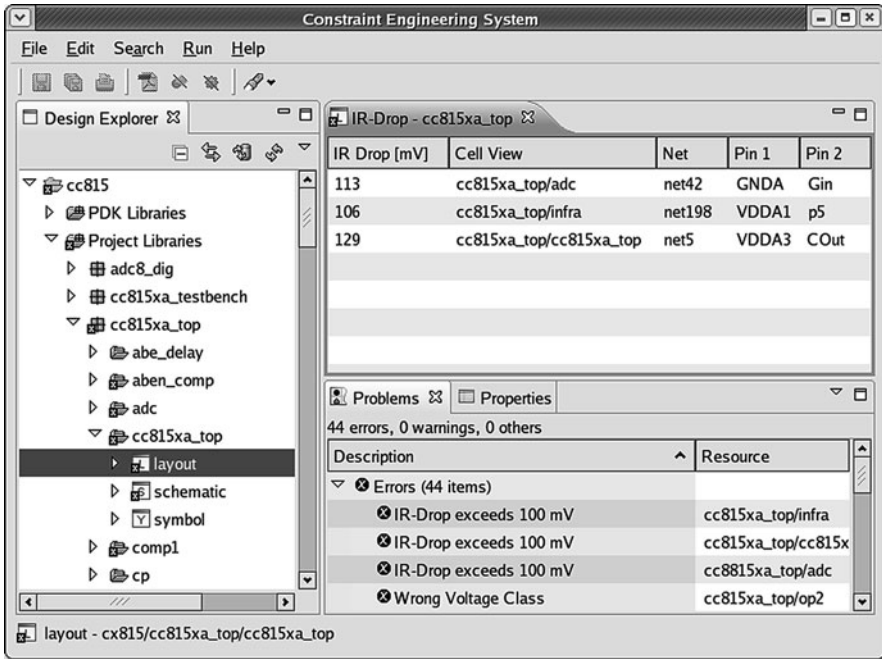 Constraint Engineering System
File Edit Search Run Help
Design Explorer
cc815
PDK Libraries
Project Libraries
adc8_dig
cc815xa_testbench
cc815xa_top
abe_delay
aben_comp
adc
cc815xa_top
layout
schematic
symbol
comp1
cp
IR-Drop - cc815xa_top
IR Drop [mV] Cell View Net Pin 1 Pin 2
113 cc815xa_top/adc net42 GNDA Gin
106 cc815xa_top/infra net198 VDDA1 p5
129 cc815xa_top/cc815xa_top net5 VDDA3 COut
Problems Properties
44 errors, 0 warnings, 0 others
Description Resource
Errors (44 items)
IR-Drop exceeds 100 mV cc815xa_top/infra
IR-Drop exceeds 100 mV cc815xa_top/cc815x
IR-Drop exceeds 100 mV cc8815xa_top/adc
Wrong Voltage Class cc815xa_top/op2
layout - cx815/cc815xa_top/cc815xa_top